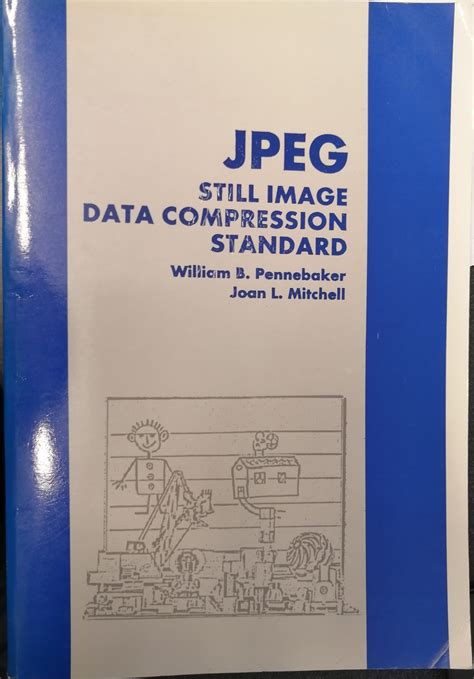 JPEG
STILL IMAGE
DATA COMPRESSION
STANDARD
William B. Pennebaker
Joan L. Mitchell